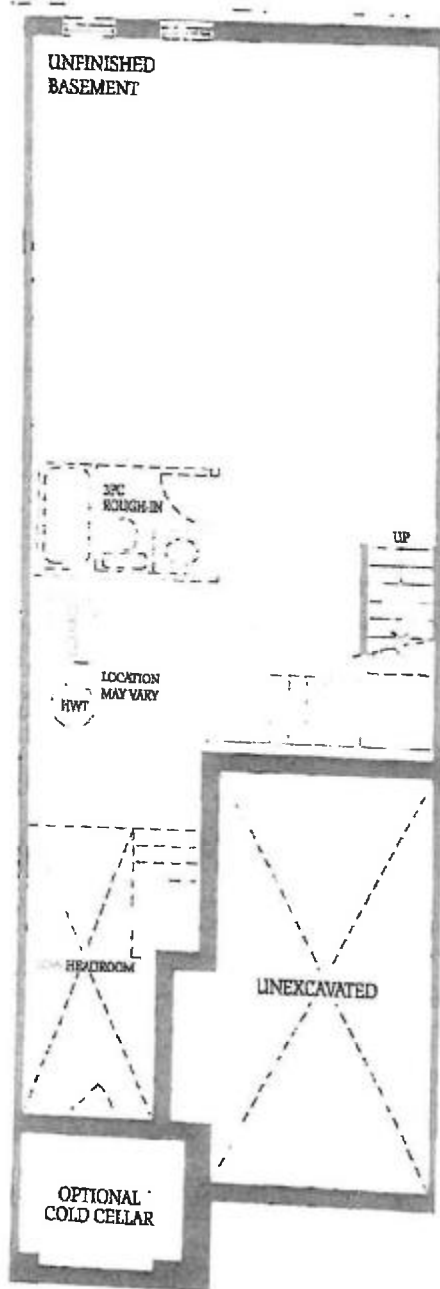 UNFINISHED
BASEMENT
3PC
ROUGH-IN
UP
LOCATION
MAY VARY
HWT
HEADROOM
UNEXCAVATED
OPTIONAL
COLD CELLAR